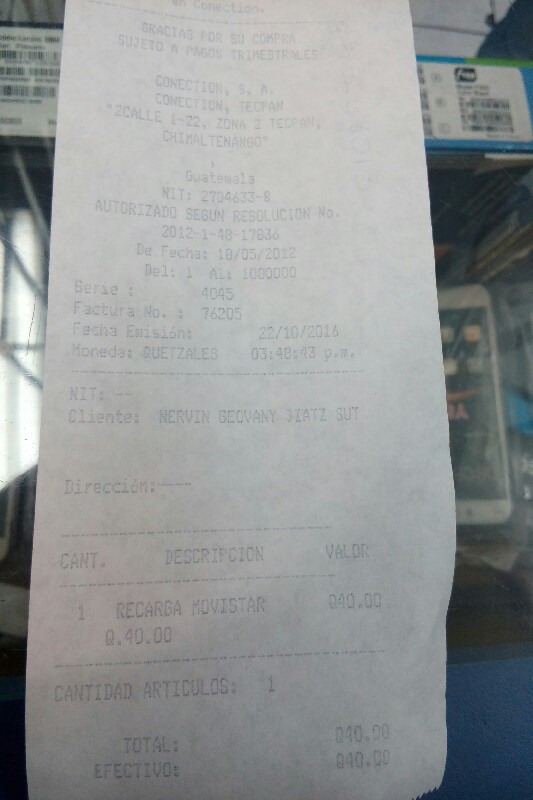 en Conection.
GRACIAS POR SU COMPRA
SUJETO A PAGOS TRIMESTRALES
CONECTION, S, A.
CONECTION, TECPAN
"2CALLE 1-22, ZONA 2 TECPAN,
CHIMALTENANGO"
,
Guatemala
NIT: 2704633-8
AUTORIZADO SEGUN RESOLUCION No.
2012-1-48-17836
De Fecha: 18/05/2012
Del: 1 AL: 1000000
Serie : 4045
Factura No. : 76205
Fecha Emisión: 22/10/2016
Moneda: QUETZALES 03:48:43 p.m.
NIT: --
Cliente: NERVIN GEOVANY SUT
Dirección:----
CANT. DESCRIPCION VALOR
1 RECARGA MOVISTAR Q40.00
Q.40.00
CANTIDAD ARTICULOS: 1
TOTAL: Q40.00
EFECTIVO: Q40.00